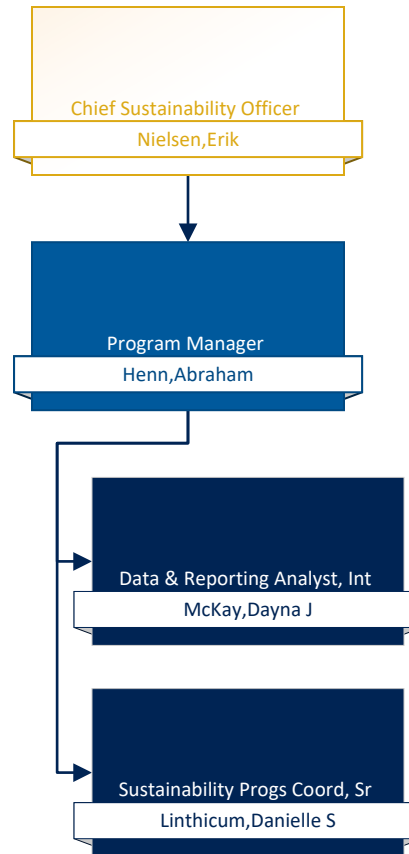 Chief Sustainability Officer
Nielsen,Erik
Program Manager
Henn,Abraham
Data & Reporting Analyst, Int
McKay,Dayna J
Sustainability Progs Coord, Sr
Linthicum,Danielle S